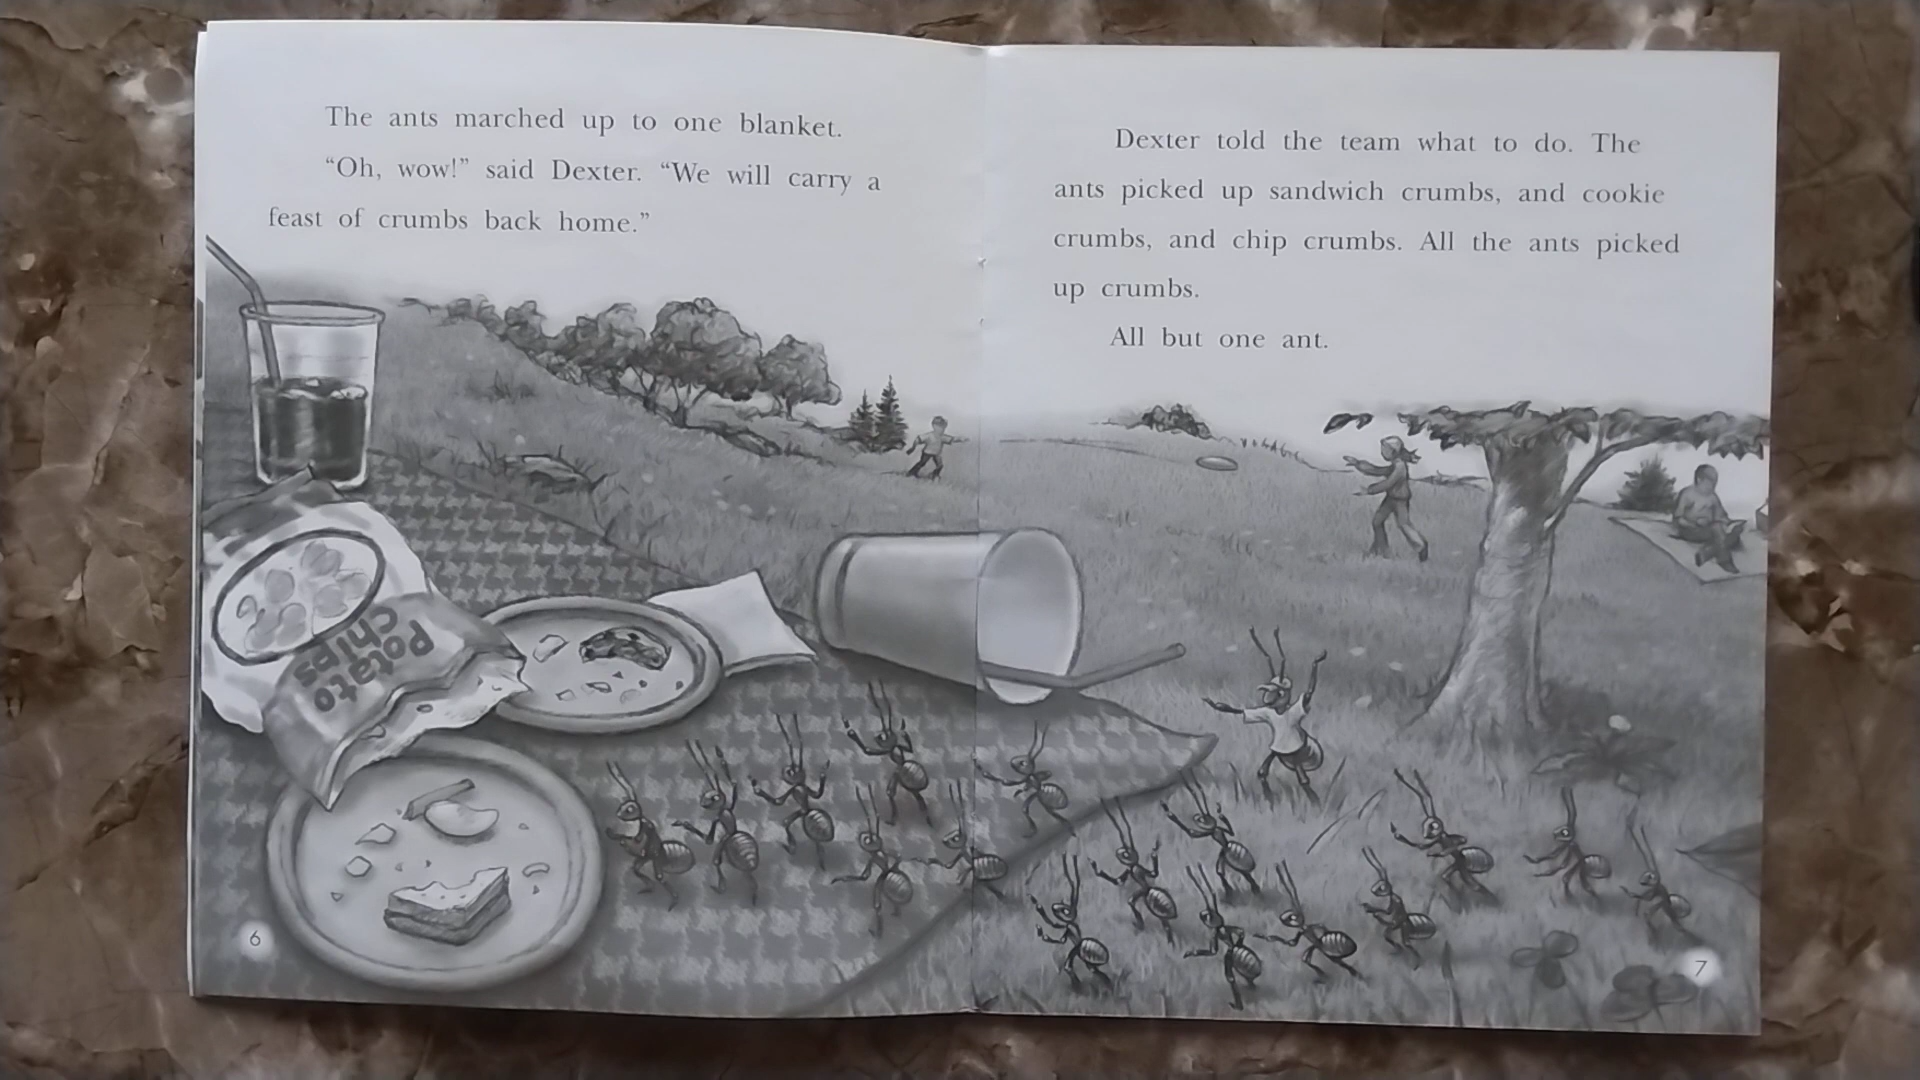 The ants marched up to one blanket.
“Oh, wow!” said Dexter. “We will carry a
feast of crumbs back home.”
Potato
Chips
6
Dexter told the team what to do. The
ants picked up sandwich crumbs, and cookie
crumbs, and chip crumbs. All the ants picked
up crumbs.
All but one ant.
7